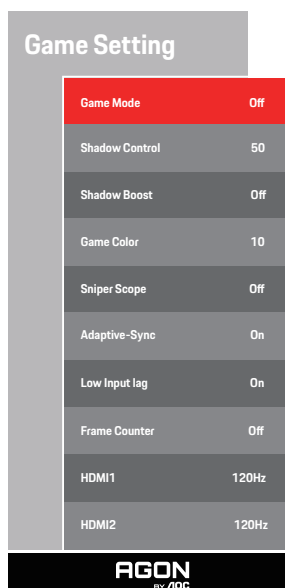 Game Setting
Game Mode Off
Shadow Control 50
Shadow Boost Off
Game Color 10
Sniper Scope Off
Adaptive-Sync On
Low Input lag On
Frame Counter Off
HDMI1 120Hz
HDMI2 120Hz
AGON
BY AOC